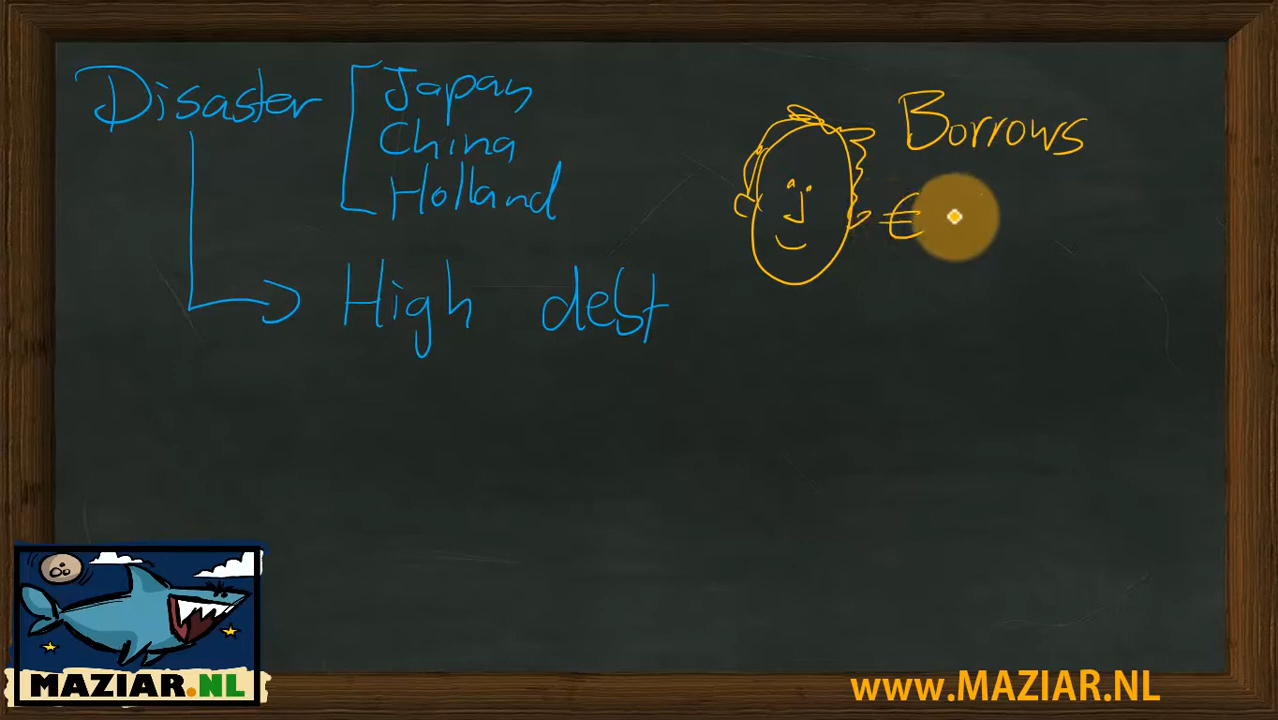 Disaster
Japan
China
Holland
High debt
Borrows
€
MAZIAR.NL
www.MAZIAR.NL